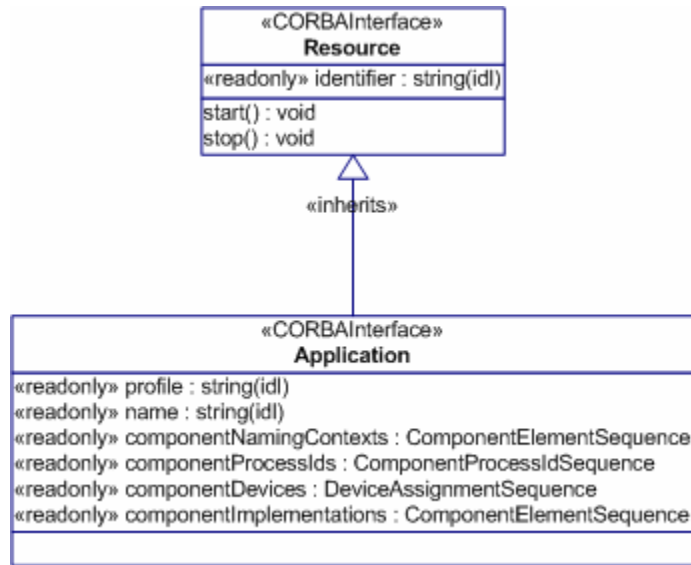 «CORBAInterface»
Resource
«readonly» identifier : string(idl)
start() : void
stop() : void
«inherits»
«CORBAInterface»
Application
«readonly» profile : string(idl)
«readonly» name : string(idl)
«readonly» componentNamingContexts : ComponentElementSequence
«readonly» componentProcessIds : ComponentProcessIdSequence
«readonly» componentDevices : DeviceAssignmentSequence
«readonly» componentImplementations : ComponentElementSequence